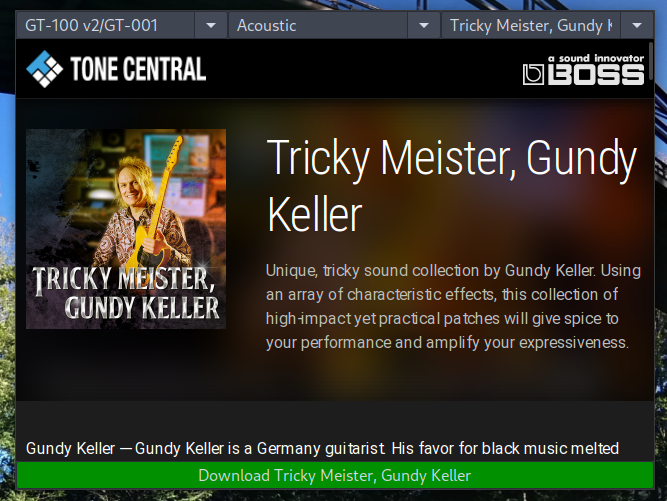 GT-100 v2/GT-001
Acoustic
Tricky Meister, Gundy K
TONE CENTRAL
a sound innovator
BOSS
TRICKY MEISTER,
GUNDY KELLER
Tricky Meister, Gundy
Keller
Unique, tricky sound collection by Gundy Keller. Using
an array of characteristic effects, this collection of
high-impact yet practical patches will give spice to
your performance and amplify your expressiveness.
Gundy Keller — Gundy Keller is a Germany guitarist. His favor for black music melted
Download Tricky Meister, Gundy Keller